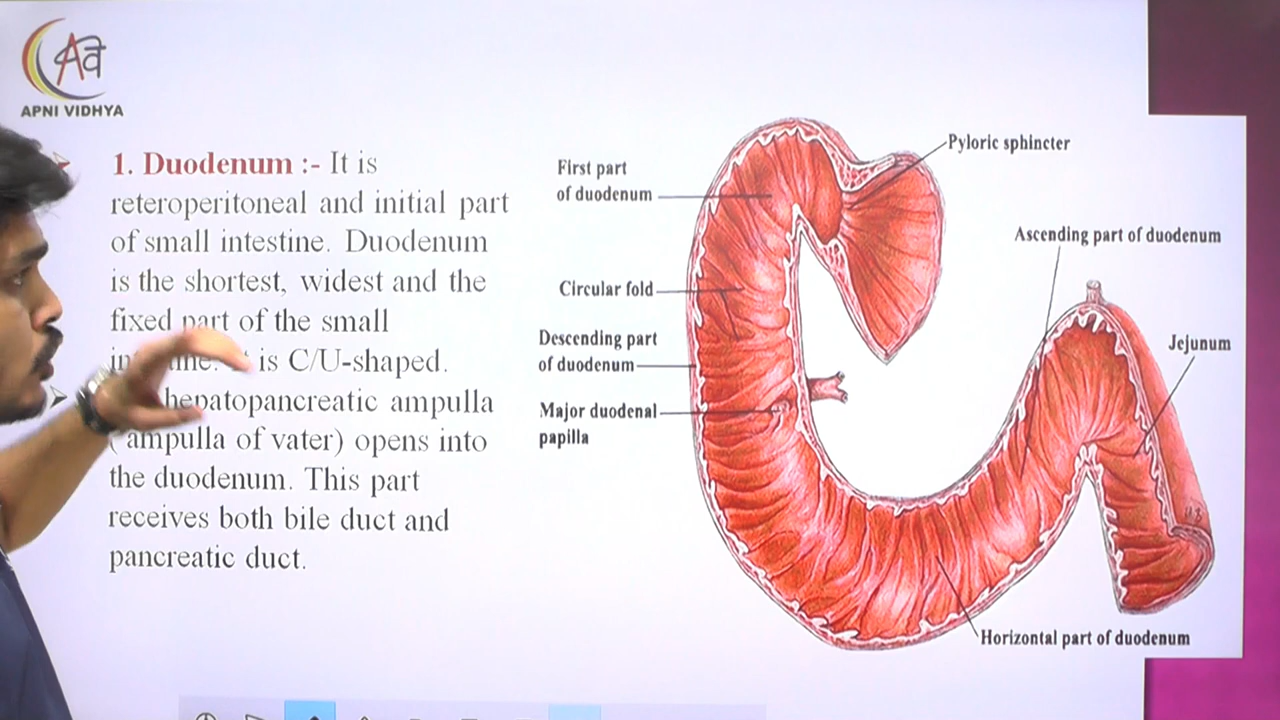 Aवि
APNI VIDHYA
1. Duodenum :- It is
reteroperitoneal and initial part
of small intestine. Duodenum
is the shortest, widest and the
fixed part of the small
is C/U-shaped.
hepatopancreatic ampulla
( ampulla of vater) opens into
the duodenum. This part
receives both bile duct and
pancreatic duct.
First part
of duodenum
Circular fold
Descending part
of duodenum
Major duodenal
papilla
Pyloric sphincter
Ascending part of duodenum
Jejunum
Horizontal part of duodenum